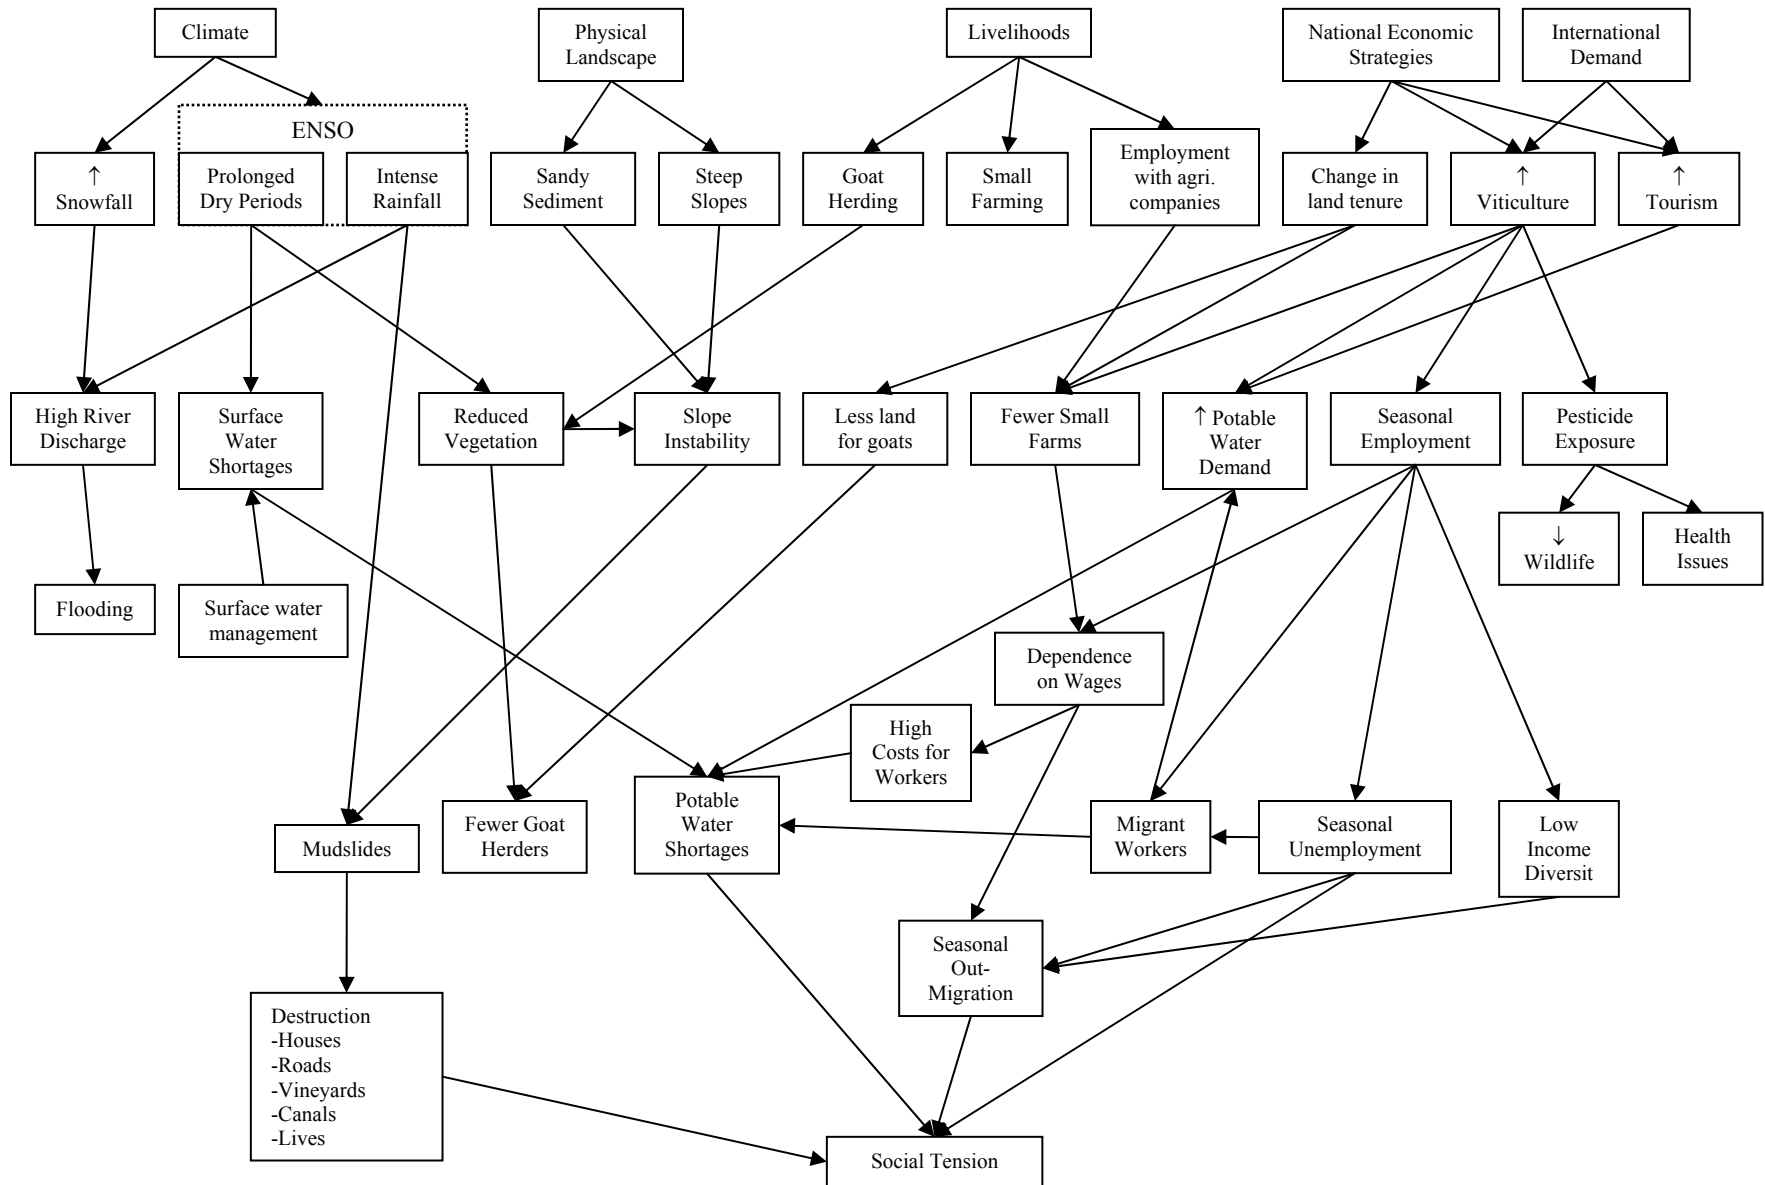 Climate
Physical
Landscape
Livelihoods
National Economic
Strategies
International
Demand
ENSO
↑
Snowfall
Prolonged
Dry Periods
Intense
Rainfall
Sandy
Sediment
Steep
Slopes
Goat
Herding
Small
Farming
Employment
with agri.
companies
Change in
land tenure
↑
Viticulture
↑
Tourism
High River
Discharge
Surface
Water
Shortages
Reduced
Vegetation
Slope
Instability
Less land
for goats
Fewer Small
Farms
↑ Potable
Water
Demand
Seasonal
Employment
Pesticide
Exposure
↓
Wildlife
Health
Issues
Flooding
Surface water
management
Dependence
on Wages
High
Costs for
Workers
Mudslides
Fewer Goat
Herders
Potable
Water
Shortages
Migrant
Workers
Seasonal
Unemployment
Low
Income
Diversit
Seasonal
Out-
Migration
Destruction
-Houses
-Roads
-Vineyards
-Canals
-Lives
Social Tension